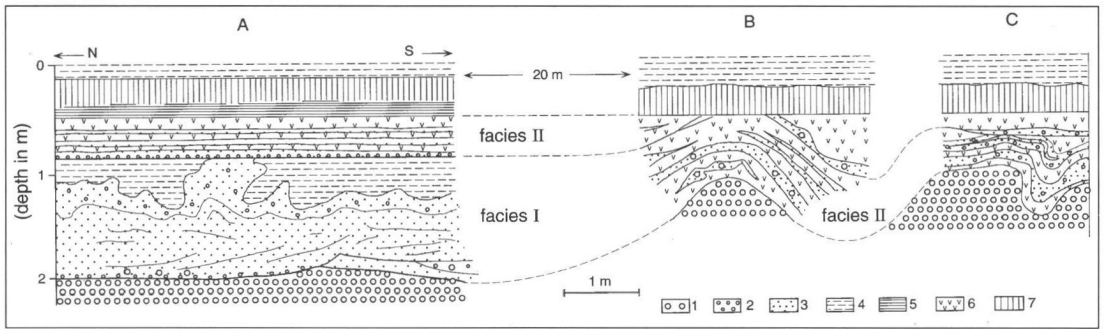 A B C
N S
0
20 m
facies II
(depth in m)
1
facies I facies II
2
1 m
1 2 3 4 5 6 7